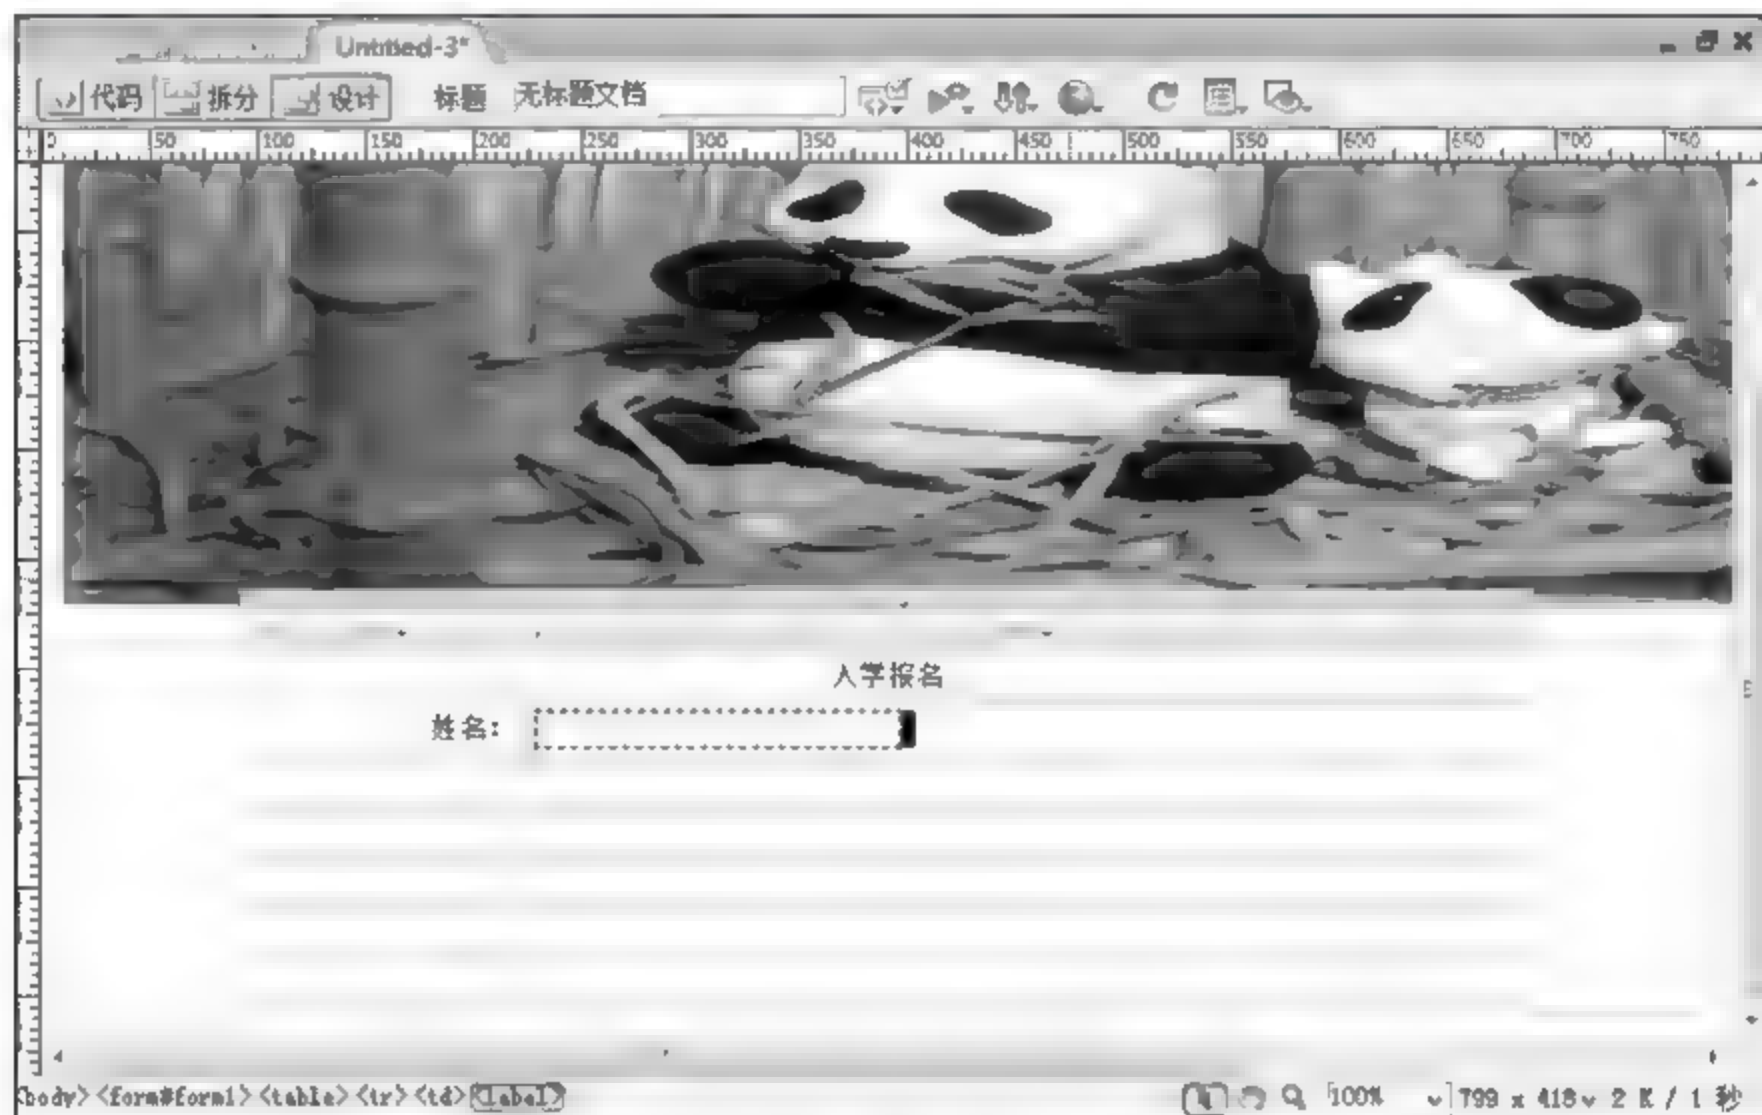 Untitled-3*
代码 拆分 设计 标题 无标题文档
0 50 100 150 200 250 300 350 400 450 500 550 600 650 700 750
入学报名
姓名:
<body><form#form1><table><tr><td><label> 100% 799 x 418 2 K / 1 秒